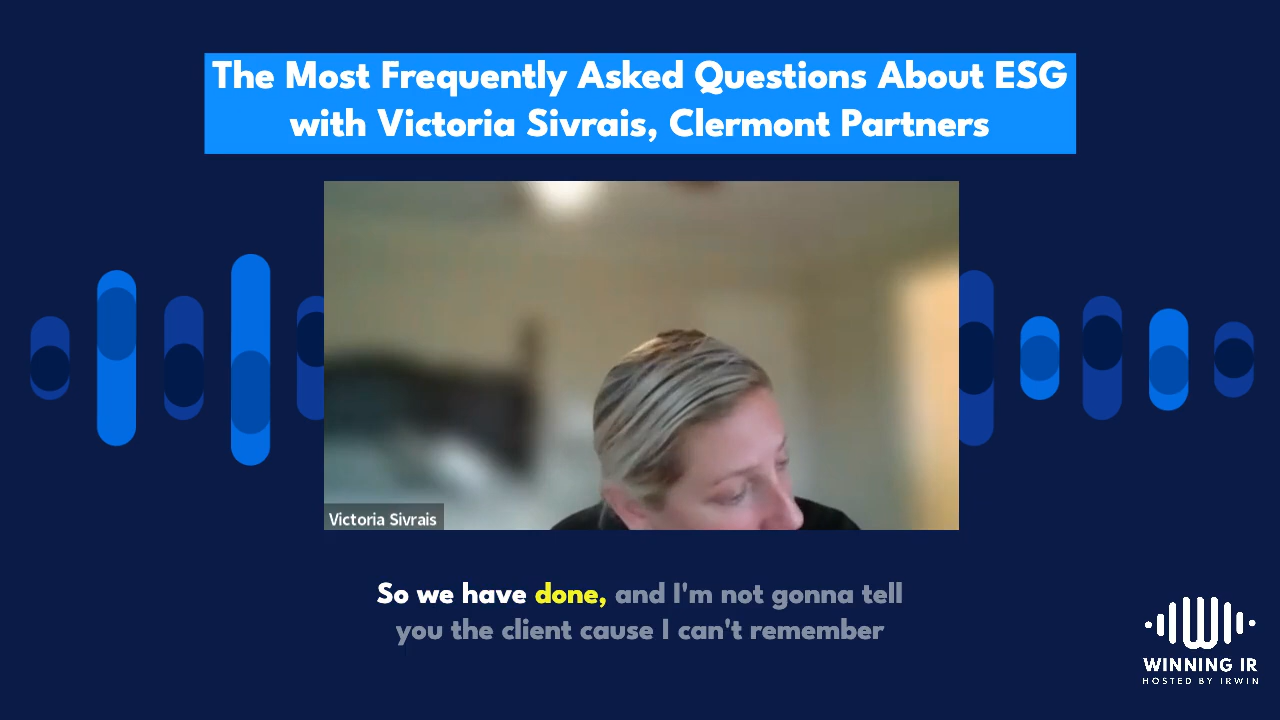 The Most Frequently Asked Questions About ESG
with Victoria Sivrais, Clermont Partners
Victoria Sivrais
So we have done, and I'm not gonna tell
you the client cause I can't remember
WINNING IR
HOSTED BY IRWIN